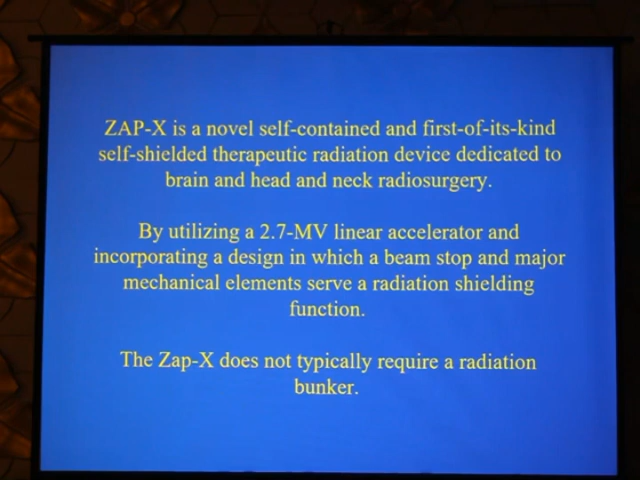 ZAP-X is a novel self-contained and first-of-its-kind
self-shielded therapeutic radiation device dedicated to
brain and head and neck radiosurgery.
By utilizing a 2.7-MV linear accelerator and
incorporating a design in which a beam stop and major
mechanical elements serve a radiation shielding
function.
The Zap-X does not typically require a radiation
bunker.